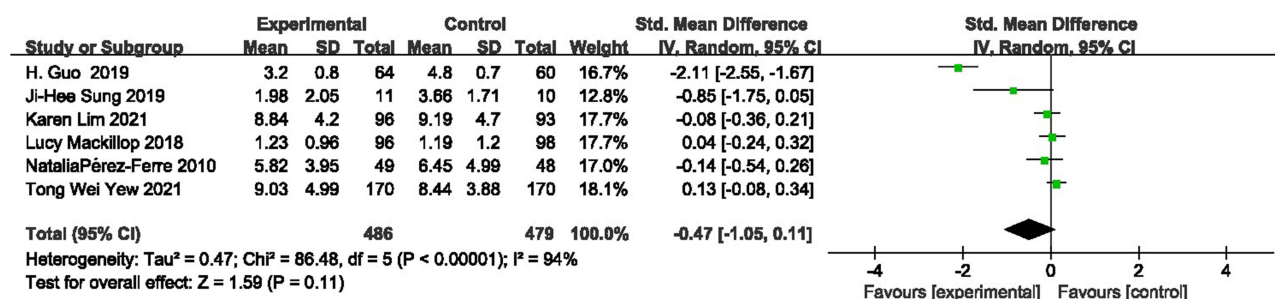 Experimental Control Std. Mean Difference Std. Mean Difference
Study or Subgroup Mean SD Total Mean SD Total Weight IV, Random, 95% CI IV, Random, 95% CI
H. Guo 2019 3.2 0.8 64 4.8 0.7 60 16.7% -2.11 [-2.55, -1.67]
Ji-Hee Sung 2019 1.98 2.05 11 3.66 1.71 10 12.8% -0.85 [-1.75, 0.05]
Karen Lim 2021 8.84 4.2 96 9.19 4.7 93 17.7% -0.08 [-0.36, 0.21]
Lucy Mackillop 2018 1.23 0.96 96 1.19 1.2 98 17.7% 0.04 [-0.24, 0.32]
NataliaPérez-Ferre 2010 5.82 3.95 49 6.45 4.99 48 17.0% -0.14 [-0.54, 0.26]
Tong Wei Yew 2021 9.03 4.99 170 8.44 3.88 170 18.1% 0.13 [-0.08, 0.34]
Total (95% CI) 486 479 100.0% -0.47 [-1.05, 0.11]
Heterogeneity: Tau² = 0.47; Chi² = 86.48, df = 5 (P < 0.00001); I² = 94%
Test for overall effect: Z = 1.59 (P = 0.11)
-4 -2 0 2 4
Favours [experimental] Favours [control]